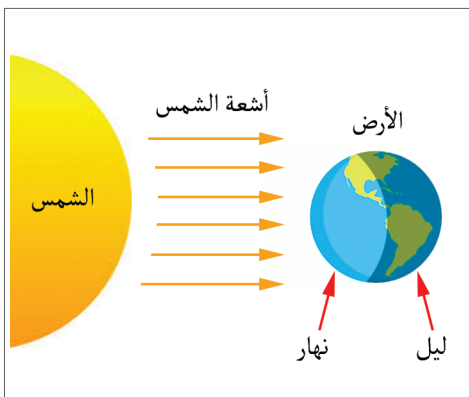 أشعة الشمس
الأرض
الشمس
نهار
ليل